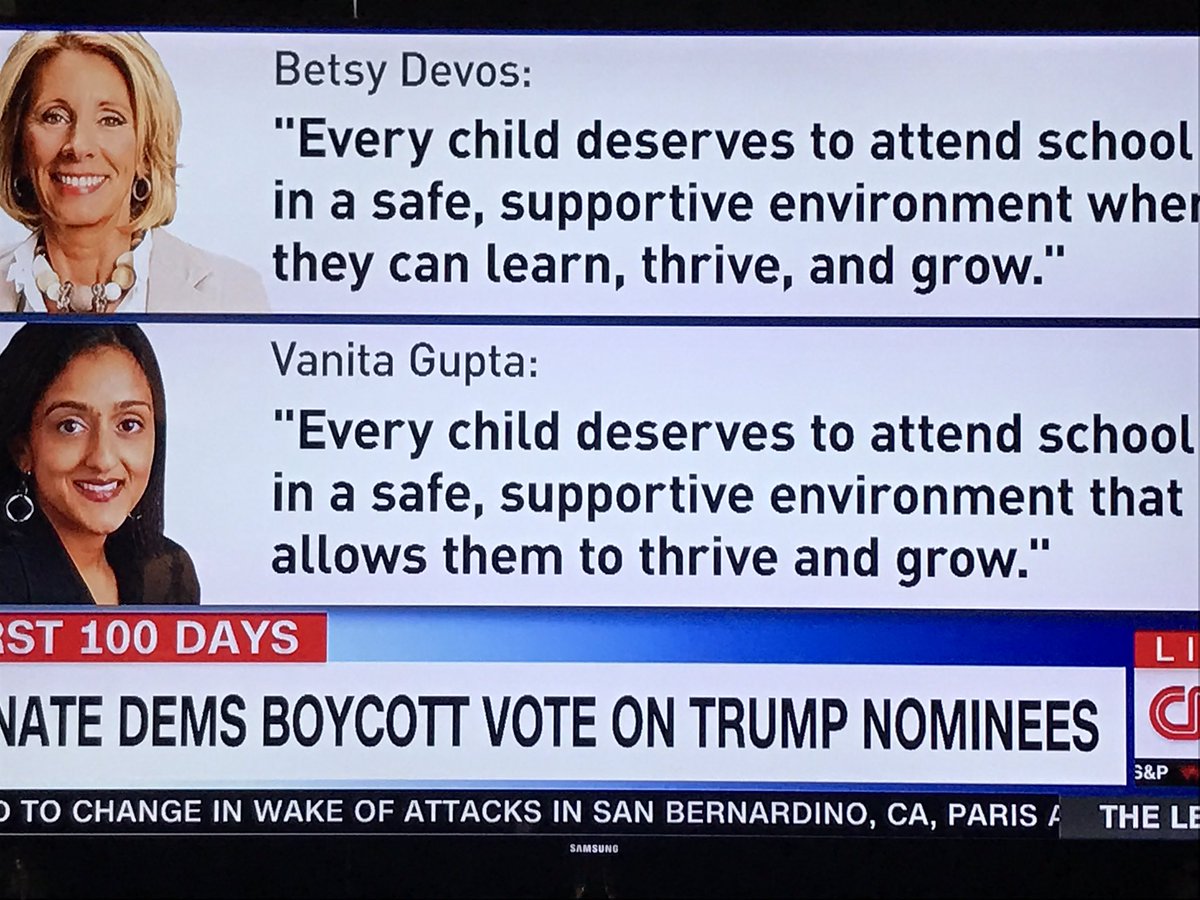 Betsy Devos:
"Every child deserves to attend school
in a safe, supportive environment wher
they can learn, thrive, and grow."
Vanita Gupta:
"Every child deserves to attend school
in a safe, supportive environment that
allows them to thrive and grow."
RST 100 DAYS
LI
NATE DEMS BOYCOTT VOTE ON TRUMP NOMINEES
CN
S&P
D TO CHANGE IN WAKE OF ATTACKS IN SAN BERNARDINO, CA, PARIS A
THE LE
SAMSUNG